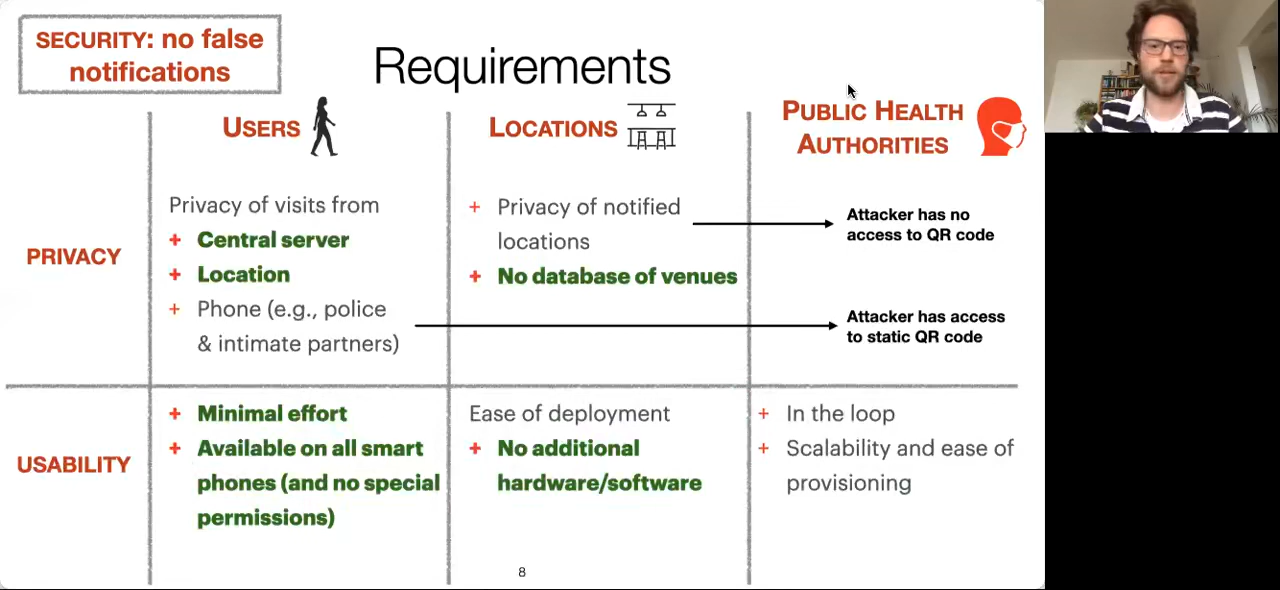 SECURITY: no false
notifications
Requirements
USERS
LOCATIONS
PUBLIC HEALTH
AUTHORITIES
PRIVACY
Privacy of visits from
+ Central server
+ Location
+ Phone (e.g., police
& intimate partners)
+ Privacy of notified
locations
+ No database of venues
Attacker has no
access to QR code
Attacker has access
to static QR code
USABILITY
+ Minimal effort
+ Available on all smart
phones (and no special
permissions)
Ease of deployment
+ No additional
hardware/software
+ In the loop
+ Scalability and ease of
provisioning
8